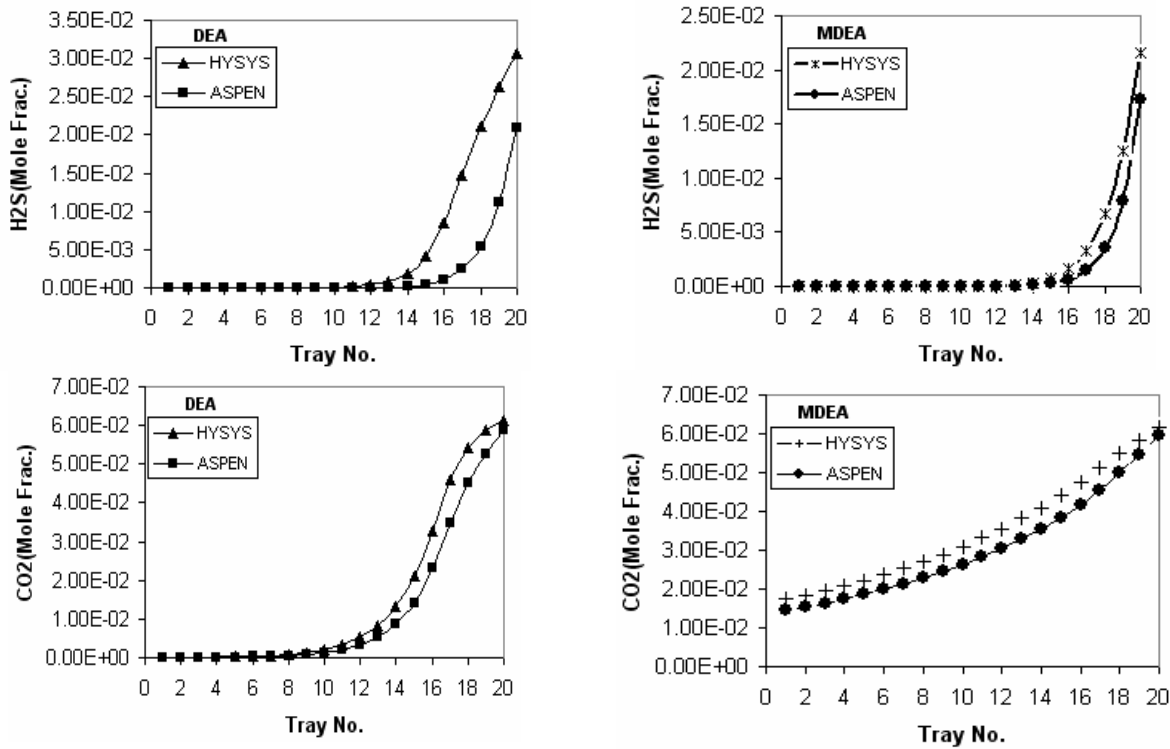 DEA
HYSYS
ASPEN
H2S(Mole Frac.)
3.50E-02
3.00E-02
2.50E-02
2.00E-02
1.50E-02
1.00E-02
5.00E-03
0.00E+00
0 2 4 6 8 10 12 14 16 18 20
Tray No.
MDEA
HYSYS
ASPEN
H2S(Mole Frac.)
2.50E-02
2.00E-02
1.50E-02
1.00E-02
5.00E-03
0.00E+00
0 2 4 6 8 10 12 14 16 18 20
Tray No.
DEA
HYSYS
ASPEN
CO2(Mole Frac.)
7.00E-02
6.00E-02
5.00E-02
4.00E-02
3.00E-02
2.00E-02
1.00E-02
0.00E+00
0 2 4 6 8 10 12 14 16 18 20
Tray No.
MDEA
HYSYS
ASPEN
CO2(Mole Frac.)
7.00E-02
6.00E-02
5.00E-02
4.00E-02
3.00E-02
2.00E-02
1.00E-02
0.00E+00
0 2 4 6 8 10 12 14 16 18 20
Tray No.